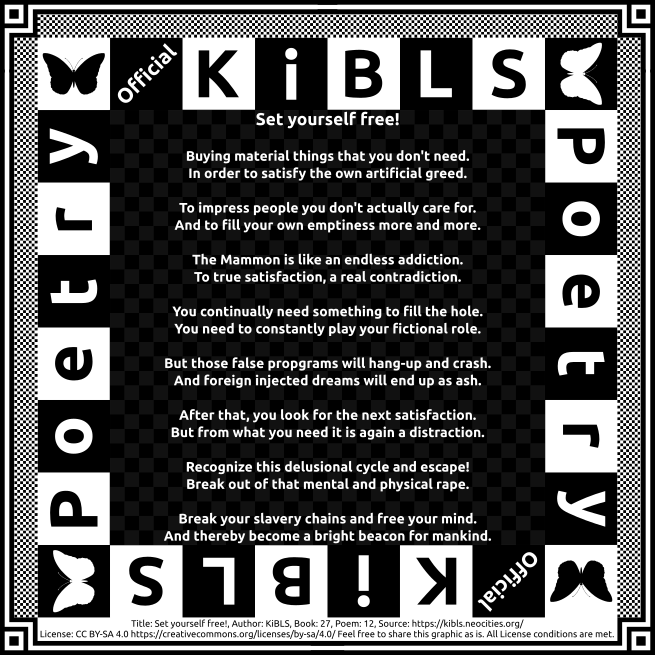 Official KiBLS
Poetry
Poetry
Set yourself free!
Buying material things that you don't need.
In order to satisfy the own artificial greed.
To impress people you don't actually care for.
And to fill your own emptiness more and more.
The Mammon is like an endless addiction.
To true satisfaction, a real contradiction.
You continually need something to fill the hole.
You need to constantly play your fictional role.
But those false propgrams will hang-up and crash.
And foreign injected dreams will end up as ash.
After that, you look for the next satisfaction.
But from what you need it is again a distraction.
Recognize this delusional cycle and escape!
Break out of that mental and physical rape.
Break your slavery chains and free your mind.
And thereby become a bright beacon for mankind.
Official KiBLS
Title: Set yourself free!, Author: KiBLS, Book: 27, Poem: 12, Source: https://kibls.neocities.org/
License: CC BY-SA 4.0 https://creativecommons.org/licenses/by-sa/4.0/ Feel free to share this graphic as is. All License conditions are met.